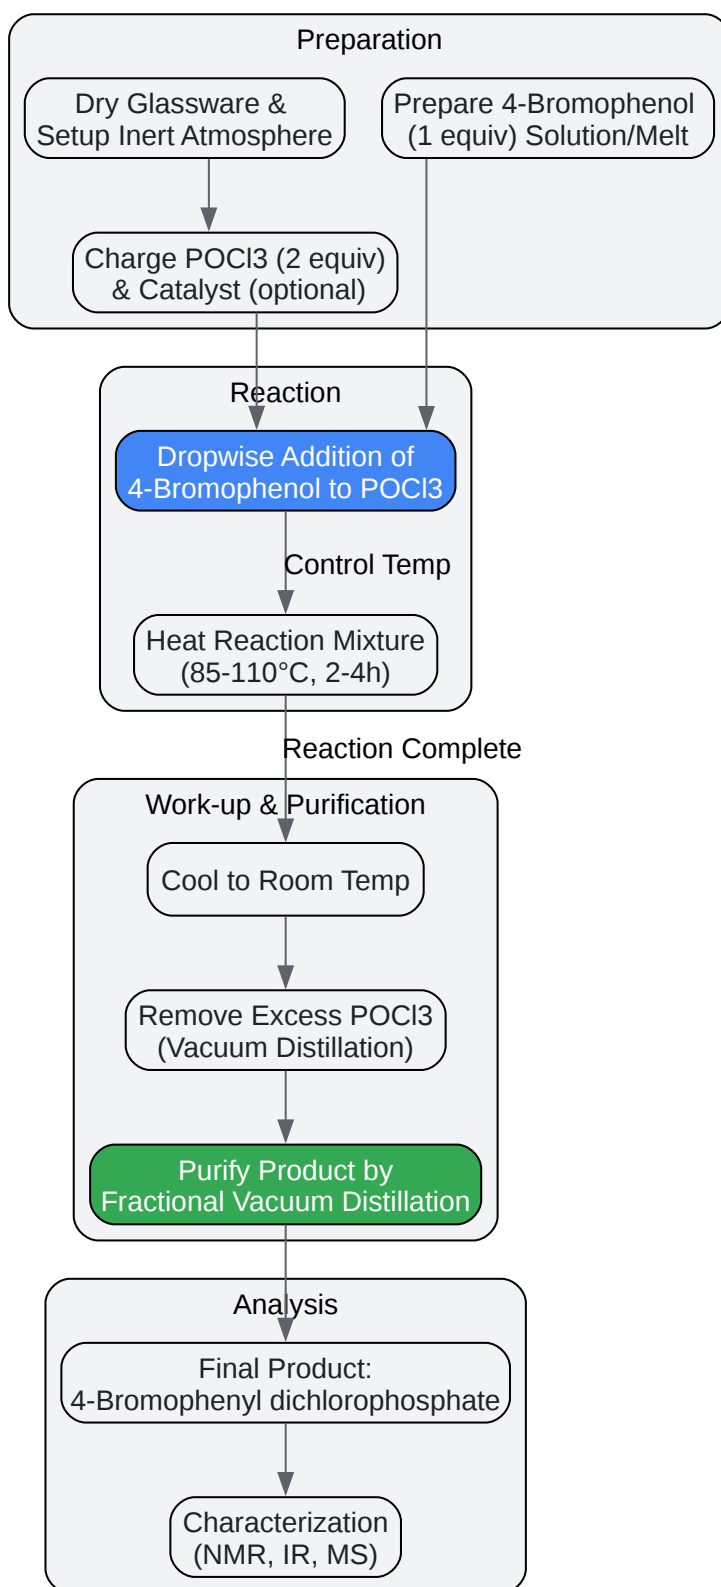 Preparation
Dry Glassware &
Setup Inert Atmosphere
Prepare 4-Bromophenol
(1 equiv) Solution/Melt
Charge POCl3 (2 equiv)
& Catalyst (optional)
Reaction
Dropwise Addition of
4-Bromophenol to POCl3
Control Temp
Heat Reaction Mixture
(85-110°C, 2-4h)
Reaction Complete
Work-up & Purification
Cool to Room Temp
Remove Excess POCl3
(Vacuum Distillation)
Purify Product by
Fractional Vacuum Distillation
Analysis
Final Product:
4-Bromophenyl dichlorophosphate
Characterization
(NMR, IR, MS)